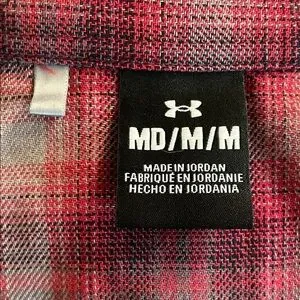 MD/M/M
MADE IN JORDAN
FABRIQUÉ EN JORDANIE
HECHO EN JORDANIA